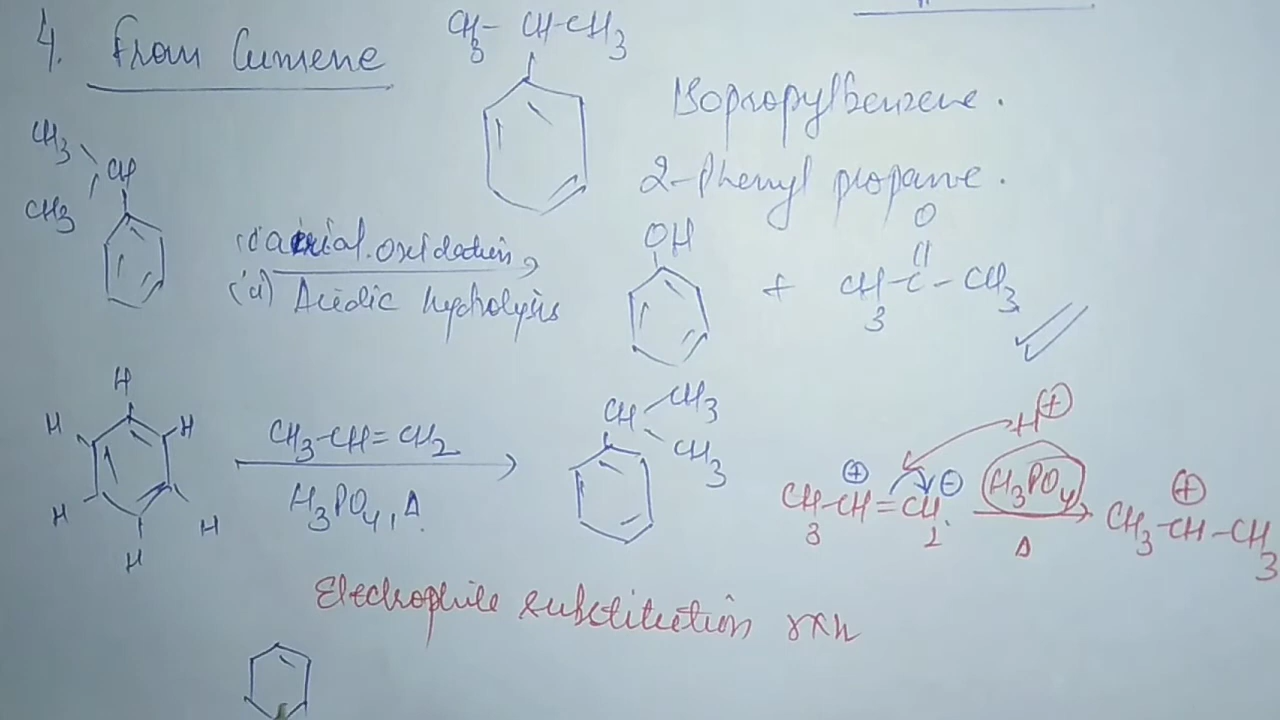 4. From Cumene
CH3- CH-CH3
Isopropylbenzene.
2-Phenyl propane.
CH3
CH
CH3
(i) aerial oxidation,
(ii) Acidic hydrolysis
OH
+
O
CH3-C-CH3
H
H
H
H
H
H
CH3-CH=CH2
H3PO4, Δ.
CH
CH3
CH3
H⊕
⊕
⊖
CH3-CH=CH2
H3PO4
Δ
⊕
CH3-CH-CH3
Electrophile substitution rxn